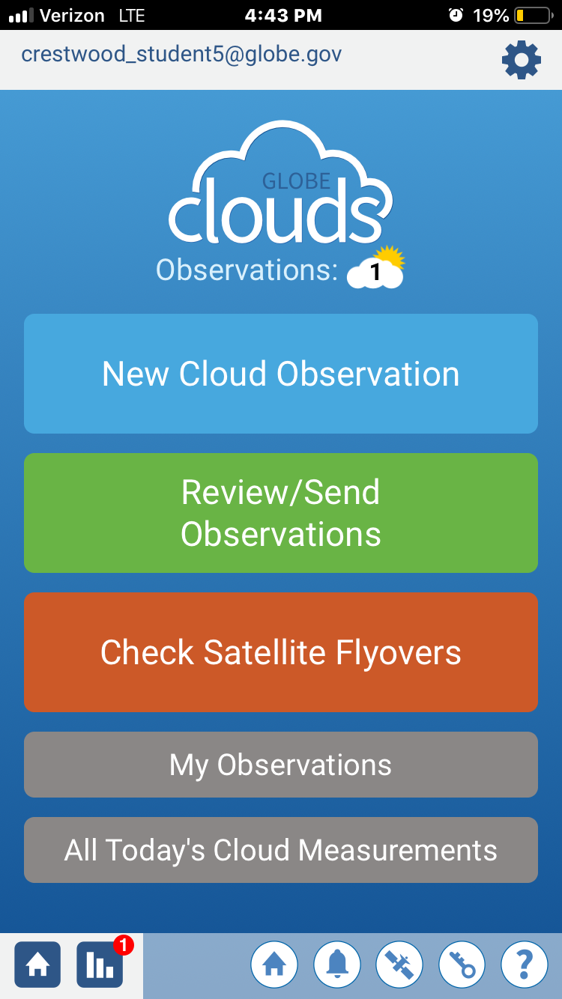 Verizon LTE 4:43 PM 19%
crestwood_student5@globe.gov
GLOBE
clouds
Observations: 1
New Cloud Observation
Review/Send
Observations
Check Satellite Flyovers
My Observations
All Today's Cloud Measurements
1
?